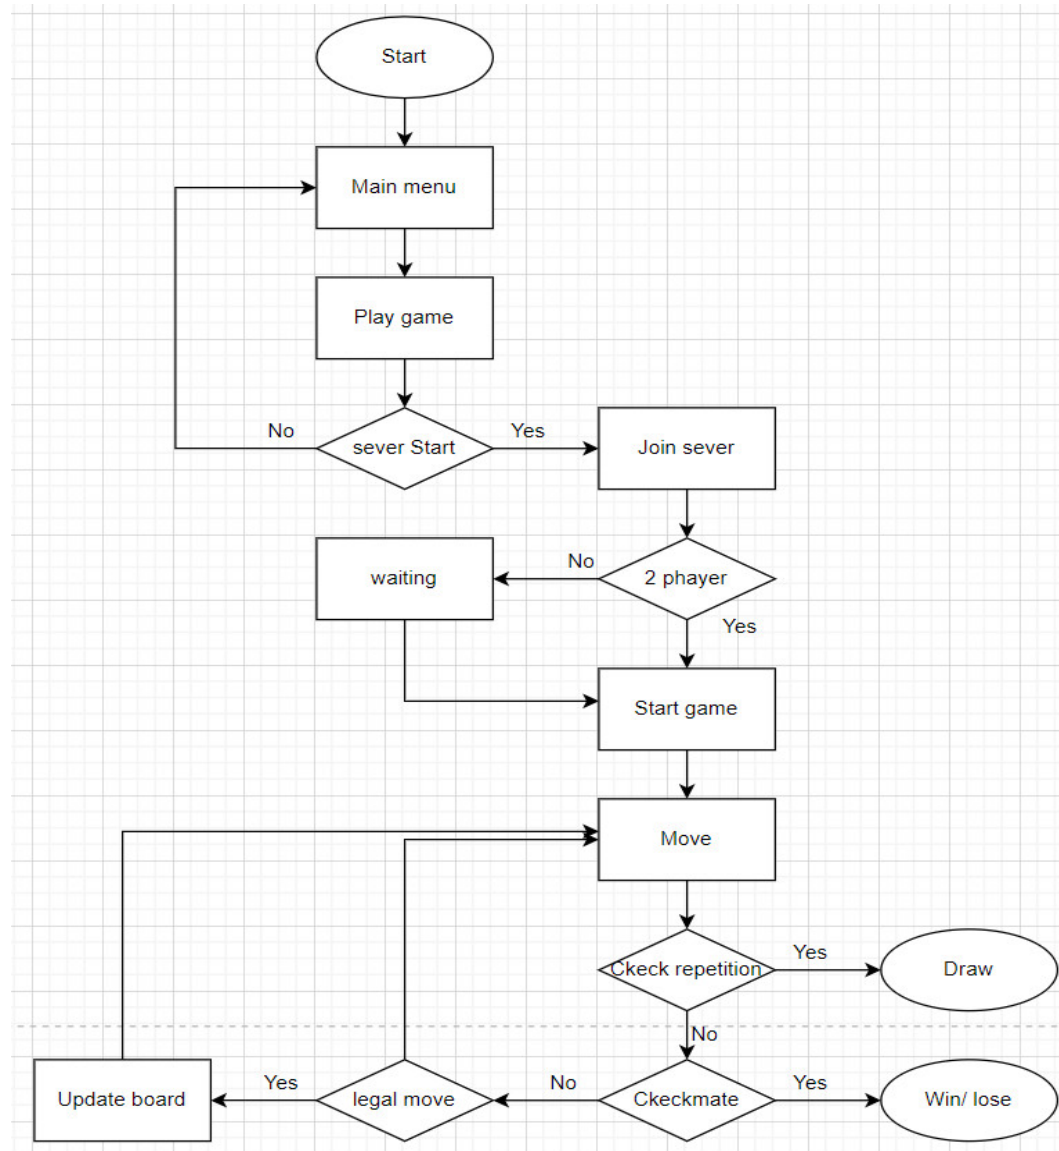 Start
Main menu
Play game
No
sever Start
Yes
Join sever
waiting
No
2 phayer
Yes
Start game
Move
Ckeck repetition
Yes
Draw
No
Update board
Yes
legal move
No
Ckeckmate
Yes
Win/ lose